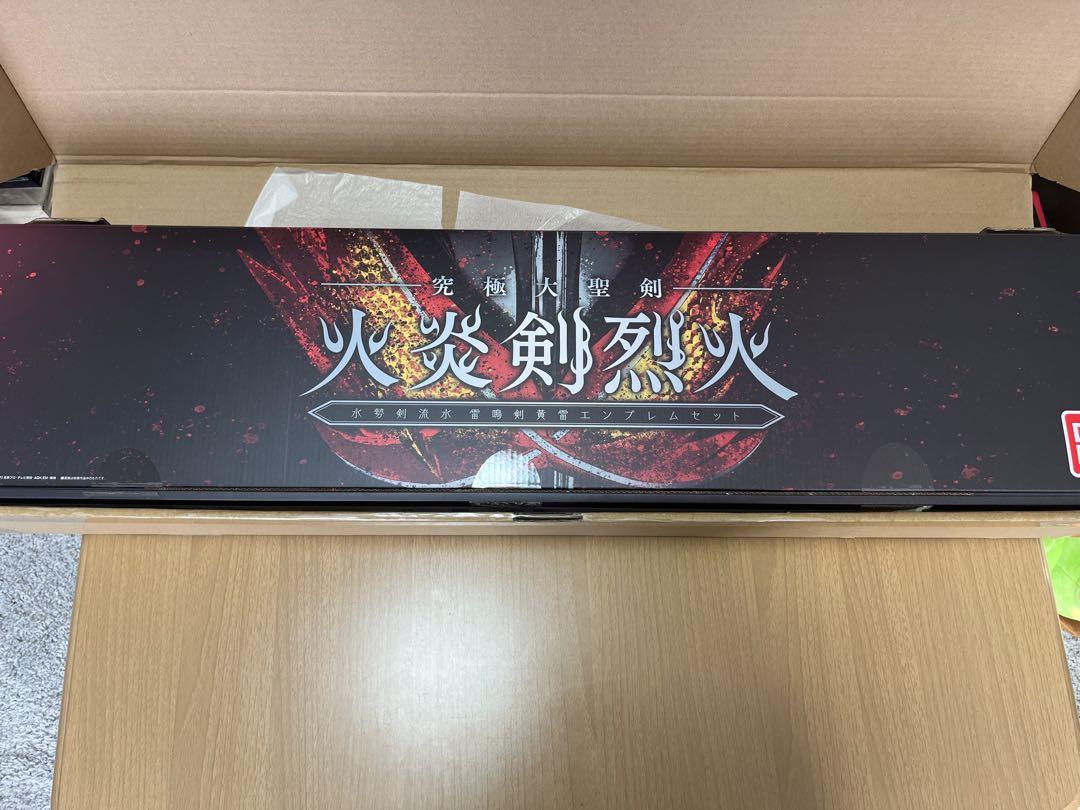 究極大聖剣
火炎剣烈火
水勢剣流水 雷鳴剣黄雷エンブレムセット